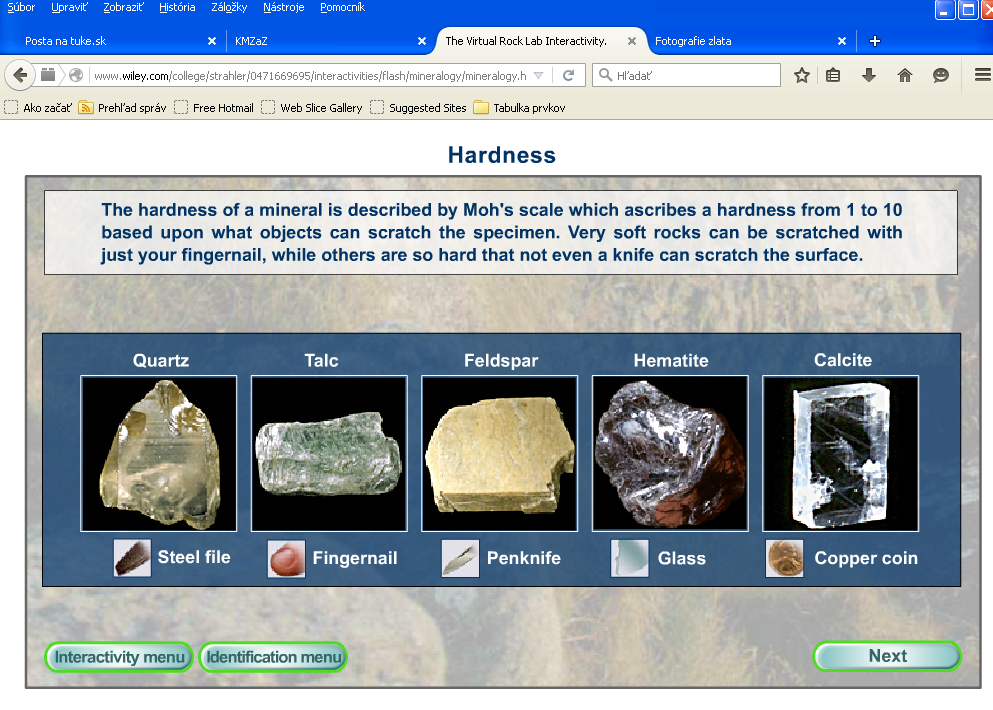 Súbor Upraviť Zobraziť História Záložky Nástroje Pomocník
Posta na tuke.sk
KMZaZ
The Virtual Rock Lab Interactivity.
Fotografie zlata
www.wiley.com/college/strahler/0471669695/interactivities/flash/mineralogy/mineralogy.h
Hľadať
Ako začať Prehľad správ Free Hotmail Web Slice Gallery Suggested Sites Tabulka prvkov
Hardness
The hardness of a mineral is described by Moh's scale which ascribes a hardness from 1 to 10
based upon what objects can scratch the specimen. Very soft rocks can be scratched with
just your fingernail, while others are so hard that not even a knife can scratch the surface.
Quartz Talc Feldspar Hematite Calcite
Steel file Fingernail Penknife Glass Copper coin
Interactivity menu Identification menu Next